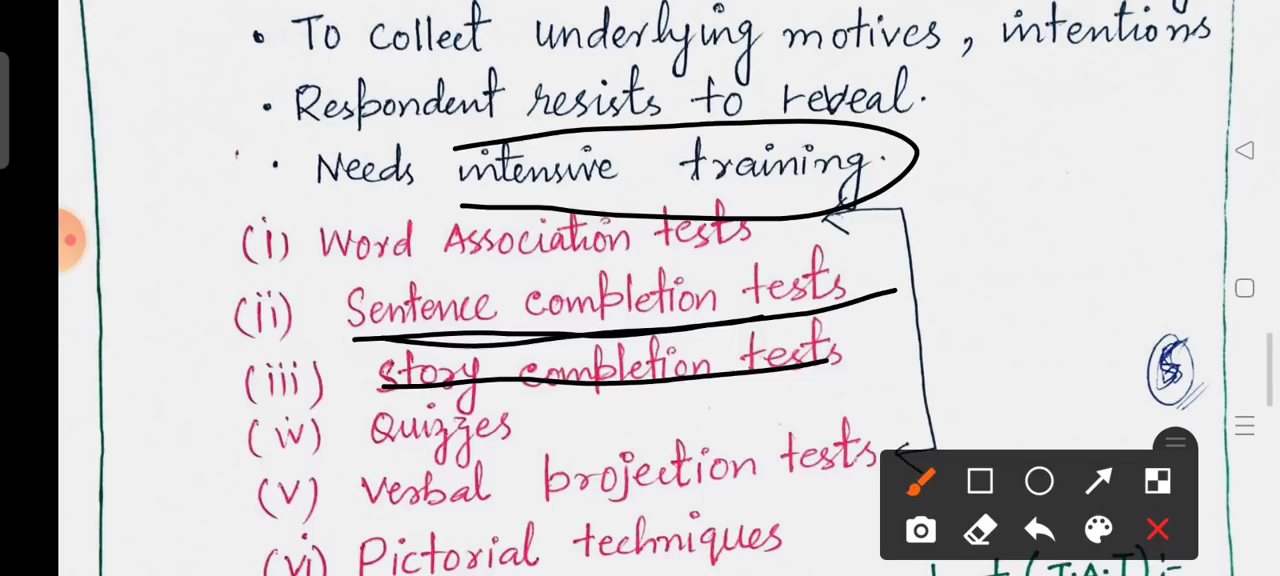 • To collect underlying motives, intentions
• Respondent resists to reveal.
• Needs intensive training.
(i) Word Association tests
(ii) Sentence completion tests
(iii) story completion tests
(iv) Quizzes
(v) Verbal projection tests
(vi) Pictorial techniques
5
(T.A.T) :-